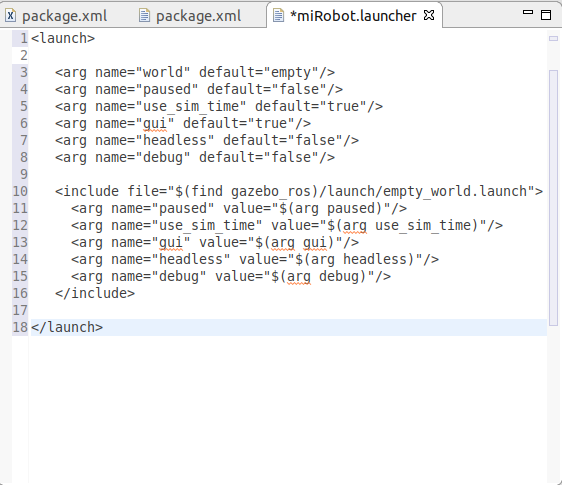 package.xml package.xml *miRobot.launcher
1 <launch>
2
3 <arg name="world" default="empty"/>
4 <arg name="paused" default="false"/>
5 <arg name="use_sim_time" default="true"/>
6 <arg name="gui" default="true"/>
7 <arg name="headless" default="false"/>
8 <arg name="debug" default="false"/>
9
10 <include file="$(find gazebo_ros)/launch/empty_world.launch">
11 <arg name="paused" value="$(arg paused)"/>
12 <arg name="use_sim_time" value="$(arg use_sim_time)"/>
13 <arg name="gui" value="$(arg gui)"/>
14 <arg name="headless" value="$(arg headless)"/>
15 <arg name="debug" value="$(arg debug)"/>
16 </include>
17
18 </launch>